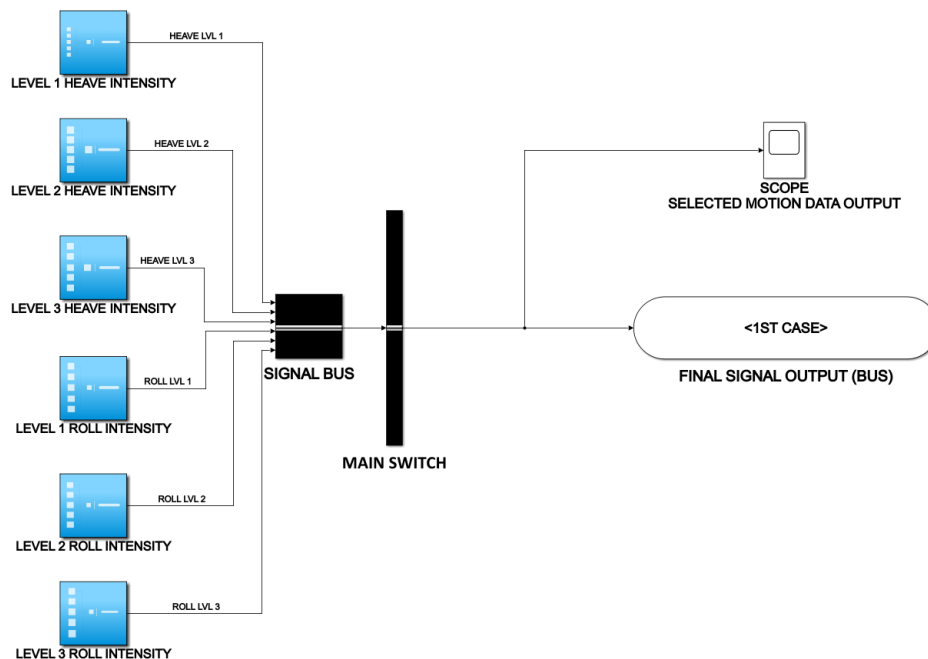 HEAVE LVL 1
LEVEL 1 HEAVE INTENSITY
HEAVE LVL 2
LEVEL 2 HEAVE INTENSITY
HEAVE LVL 3
LEVEL 3 HEAVE INTENSITY
ROLL LVL 1
LEVEL 1 ROLL INTENSITY
ROLL LVL 2
LEVEL 2 ROLL INTENSITY
ROLL LVL 3
LEVEL 3 ROLL INTENSITY
SIGNAL BUS
MAIN SWITCH
SCOPE
SELECTED MOTION DATA OUTPUT
<1ST CASE>
FINAL SIGNAL OUTPUT (BUS)